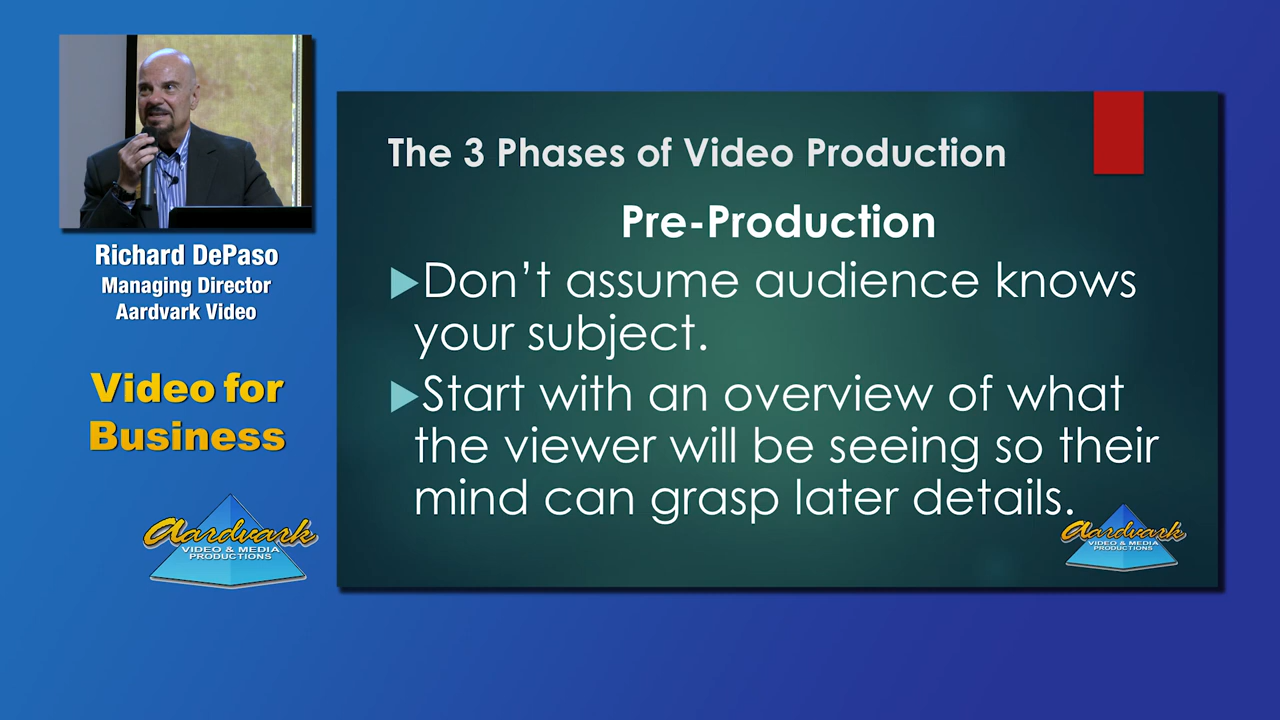 Richard DePaso
Managing Director
Aardvark Video
Video for
Business
Aardvark
VIDEO & MEDIA
PRODUCTIONS
The 3 Phases of Video Production
Pre-Production
Don’t assume audience knows
your subject.
Start with an overview of what
the viewer will be seeing so their
mind can grasp later details.
Aardvark
VIDEO & MEDIA
PRODUCTIONS